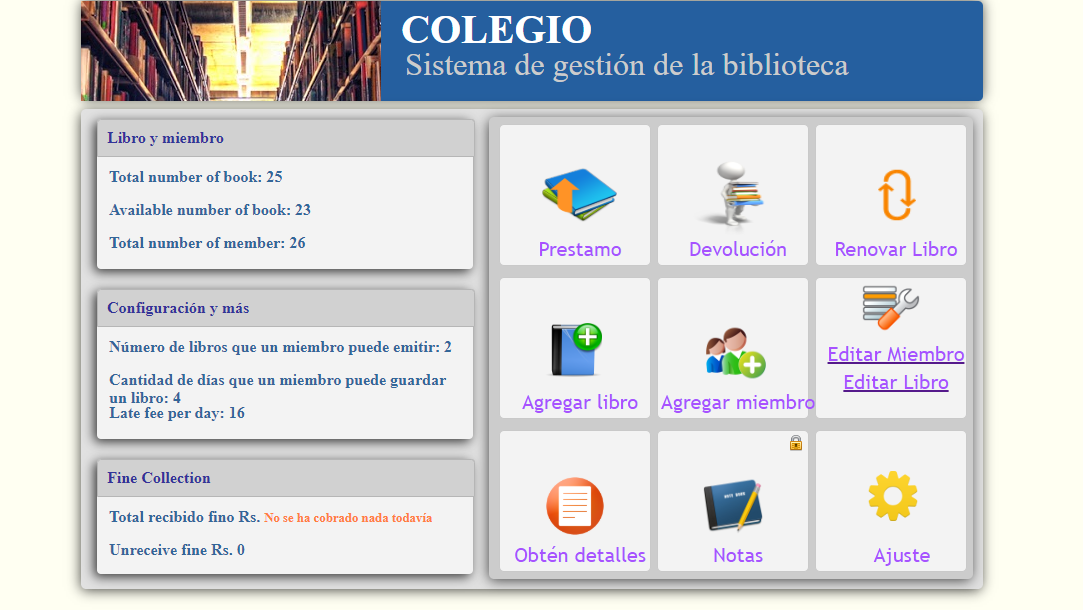 COLEGIO
Sistema de gestión de la biblioteca
Libro y miembro
Total number of book: 25
Available number of book: 23
Total number of member: 26
Configuración y más
Número de libros que un miembro puede emitir: 2
Cantidad de días que un miembro puede guardar
un libro: 4
Late fee per day: 16
Fine Collection
Total recibido fino Rs. No se ha cobrado nada todavía
Unreceive fine Rs. 0
Prestamo
Devolución
Renovar Libro
Agregar libro
Agregar miembro
Editar Miembro
Editar Libro
Obtén detalles
NOTE BOOK
Notas
Ajuste